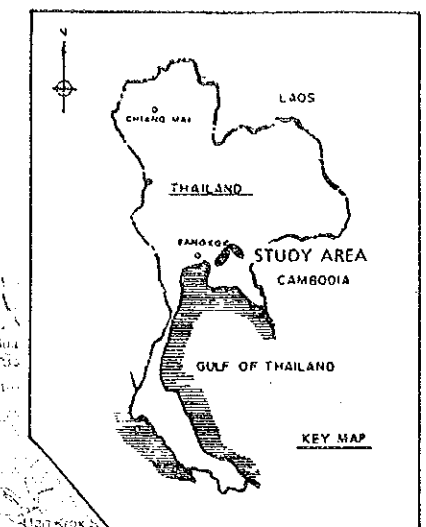 LAOS
CHIANG MAI
THAILAND
BANGKOK
STUDY AREA
CAMBODIA
GULF OF THAILAND
KEY MAP